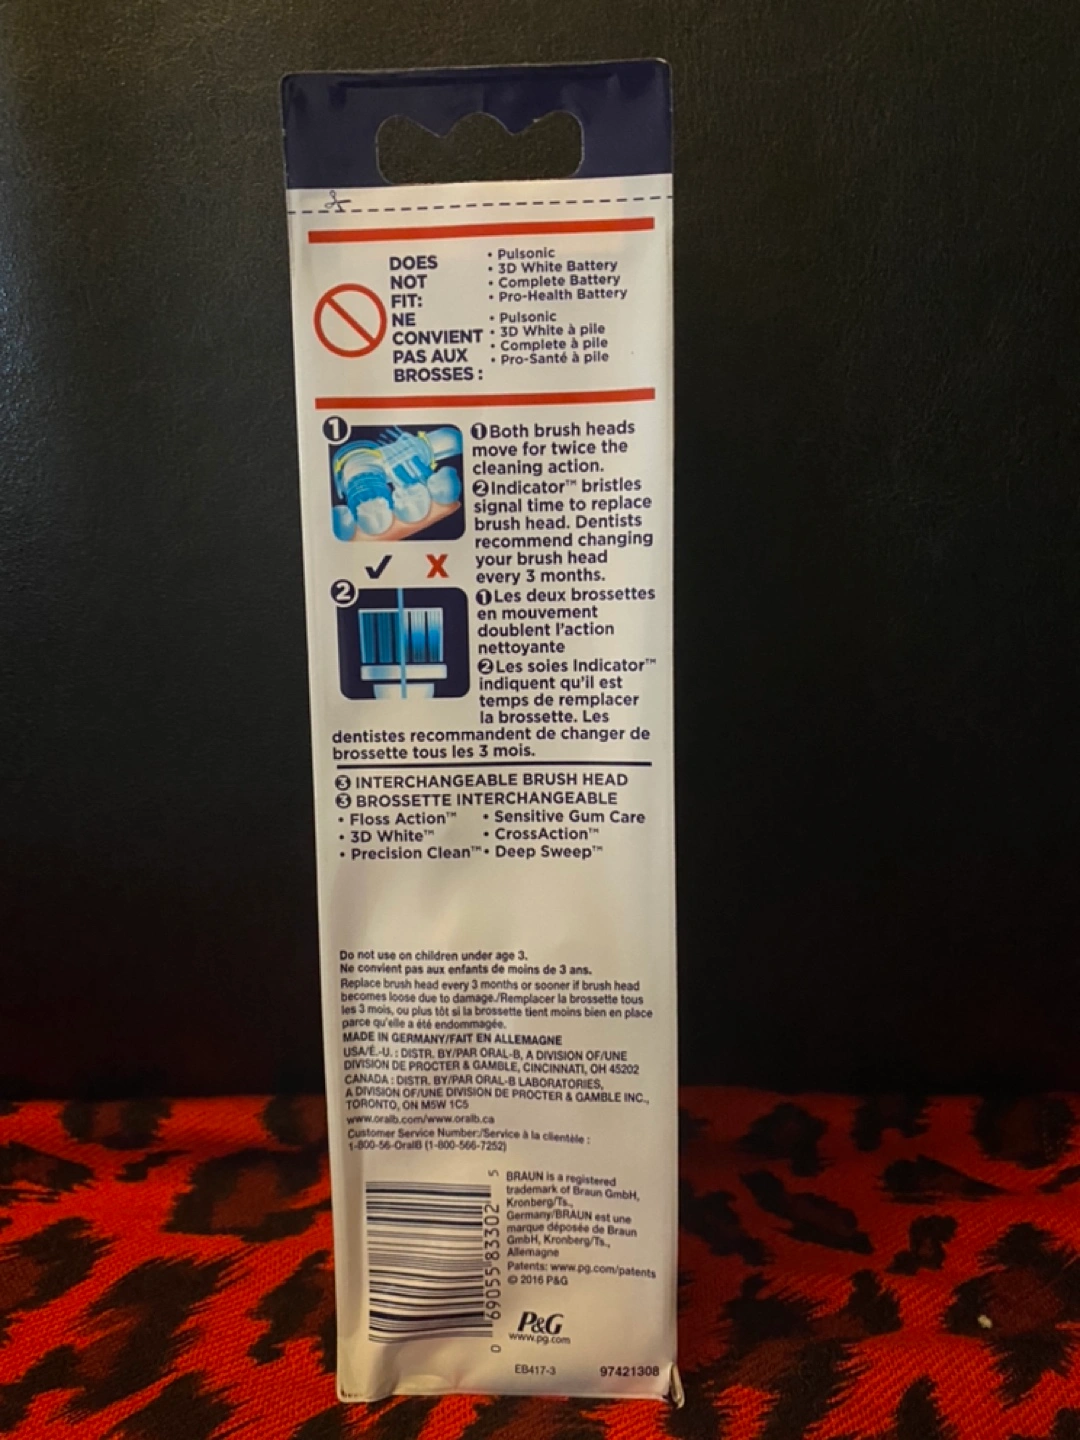 DOES
NOT
FIT:
• Pulsonic
• 3D White Battery
• Complete Battery
• Pro-Health Battery
NE
CONVIENT
PAS AUX
BROSSES :
• Pulsonic
• 3D White à pile
• Complete à pile
• Pro-Santé à pile
1
❶Both brush heads
move for twice the
cleaning action.
❷Indicator™ bristles
signal time to replace
brush head. Dentists
recommend changing
your brush head
every 3 months.
✓ X
2
❶Les deux brossettes
en mouvement
doublent l'action
nettoyante
❷Les soies Indicator™
indiquent qu'il est
temps de remplacer
la brossette. Les
dentistes recommandent de changer de
brossette tous les 3 mois.
❸ INTERCHANGEABLE BRUSH HEAD
❸ BROSSETTE INTERCHANGEABLE
• Floss Action™ • Sensitive Gum Care
• 3D White™ • CrossAction™
• Precision Clean™ • Deep Sweep™
Do not use on children under age 3.
Ne convient pas aux enfants de moins de 3 ans.
Replace brush head every 3 months or sooner if brush head
becomes loose due to damage./Remplacer la brossette tous
les 3 mois, ou plus tôt si la brossette tient moins bien en place
parce qu'elle a été endommagée.
MADE IN GERMANY/FAIT EN ALLEMAGNE
USA/É.-U. : DISTR. BY/PAR ORAL-B, A DIVISION OF/UNE
DIVISION DE PROCTER & GAMBLE, CINCINNATI, OH 45202
CANADA : DISTR. BY/PAR ORAL-B LABORATORIES,
A DIVISION OF/UNE DIVISION DE PROCTER & GAMBLE INC.,
TORONTO, ON M5W 1C5
www.oralb.com/www.oralb.ca
Customer Service Number:/Service à la clientèle :
1-800-56-OralB (1-800-566-7252)
0 69055 83302 5
BRAUN is a registered
trademark of Braun GmbH,
Kronberg/Ts.,
Germany/BRAUN est une
marque déposée de Braun
GmbH, Kronberg/Ts.,
Allemagne
Patents: www.pg.com/patents
© 2016 P&G
P&G
www.pg.com
EB417-3 97421308